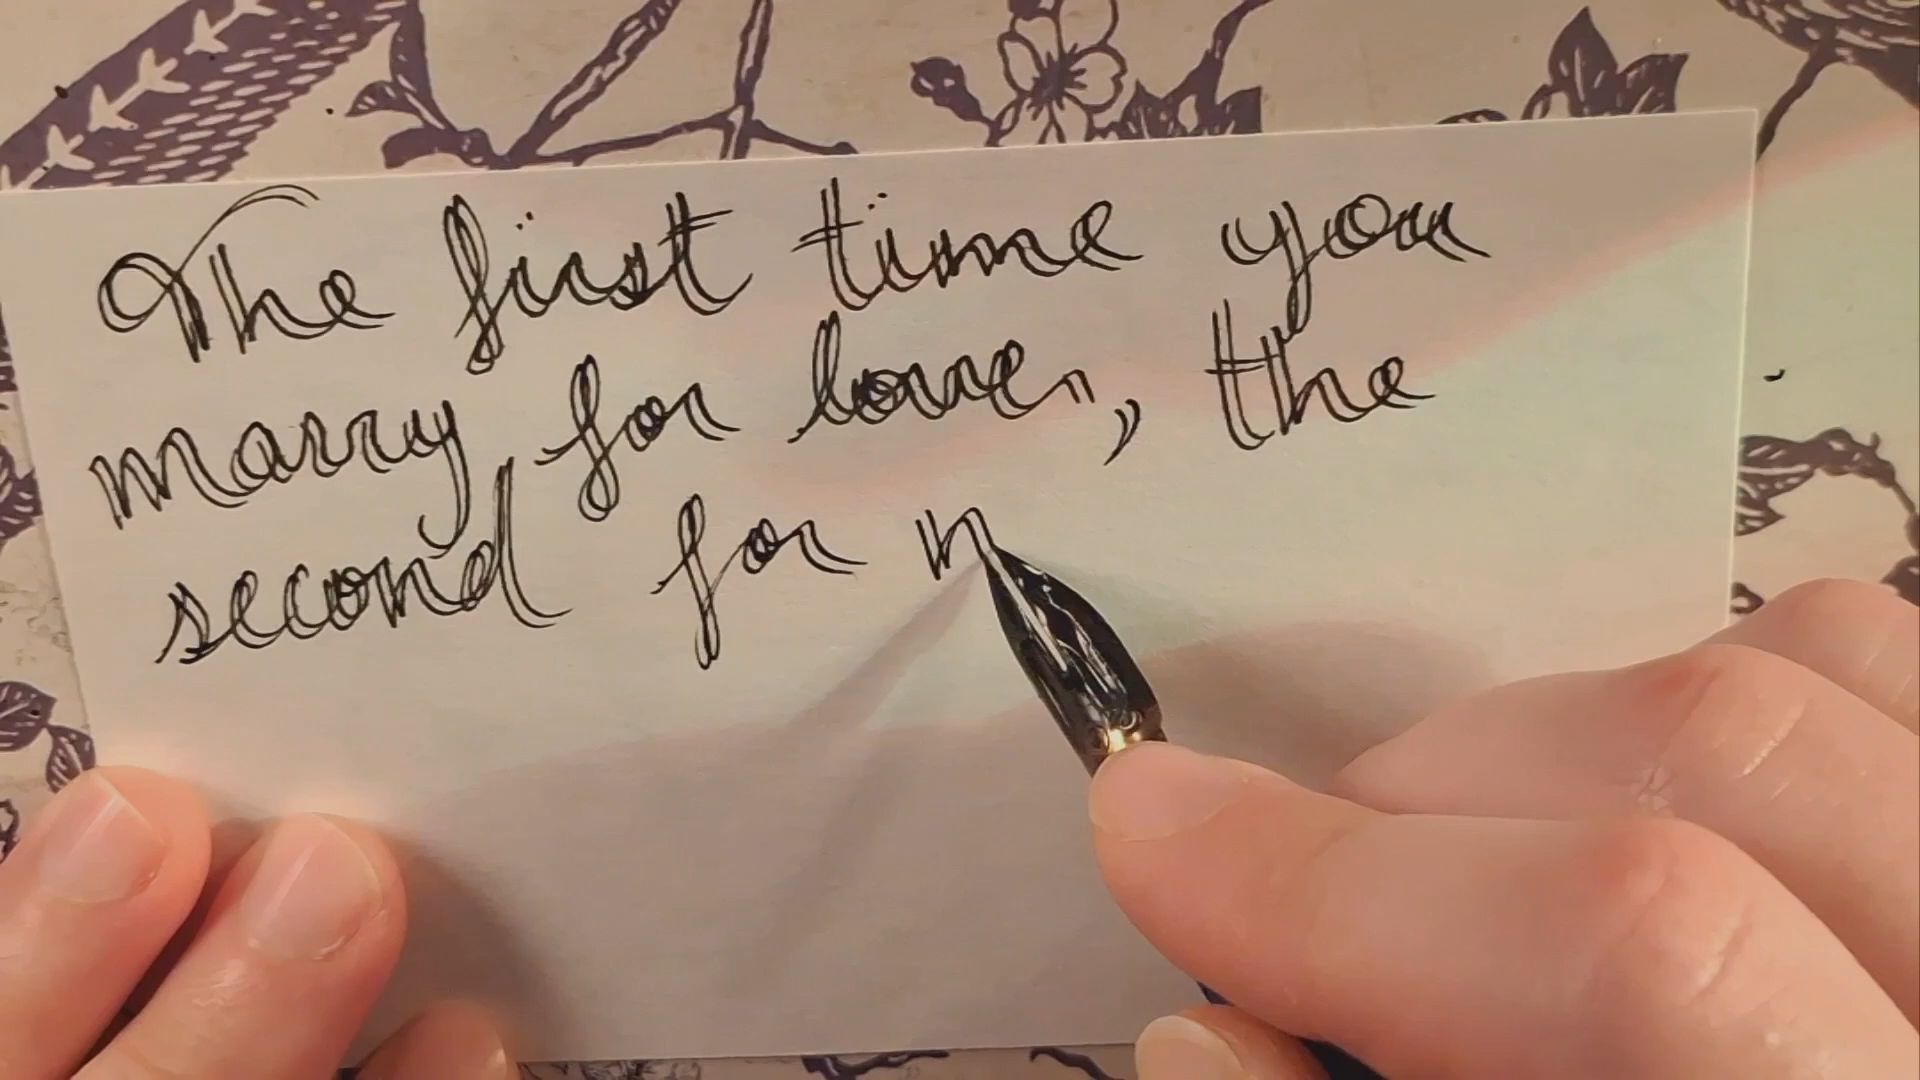 The first time you
marry for love, the
second for